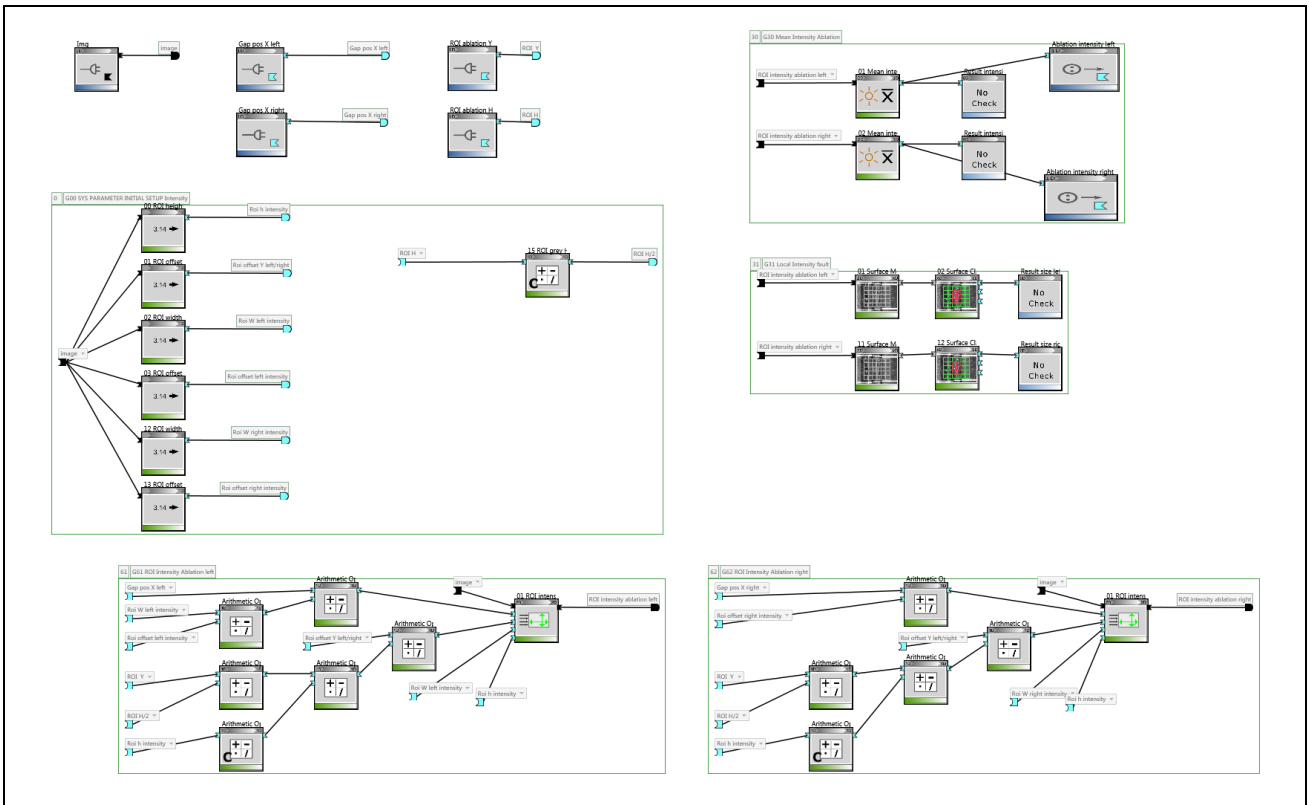 Img
image
Gap pos X left
Gap pos X left
ROI ablation Y
ROI Y
Gap pos X right
Gap pos X right
ROI ablation H
ROI H
30 G30 Mean Intensity Ablation
Ablation intensity left
ROI intensity ablation left
01 Mean inte
Result intensi
No
Check
ROI intensity ablation right
02 Mean inte
Result intensi
No
Check
Ablation intensity right
0 G00 SYS PARAMETER INITIAL SETUP Intensity
00 ROI heigh
3.14
Roi h intensity
01 ROI offset
3.14
Roi offset Y left/right
02 ROI width
3.14
Roi W left intensity
image
03 ROI offset
3.14
Roi offset left intensity
12 ROI width
3.14
Roi W right intensity
13 ROI offset
3.14
Roi offset right intensity
ROI H
15 ROI grey H
C
ROI H/2
31 G31 Local Intensity fault
ROI intensity ablation left
01 Surface M
02 Surface Cl
Result size lef
No
Check
ROI intensity ablation right
11 Surface M
12 Surface Cl
Result size ric
No
Check
61 G61 ROI Intensity Ablation left
Gap pos X left
Arithmetic O
image
01 ROI intens
ROI intensity ablation left
Roi W left intensity
Arithmetic O
Roi offset left intensity
Roi offset Y left/right
Arithmetic O
ROI Y
Arithmetic O
Arithmetic O
Roi W left intensity
Roi h intensity
ROI H/2
Arithmetic O
Roi h intensity
C
62 G62 ROI Intensity Ablation right
Gap pos X right
Arithmetic O
image
01 ROI intens
ROI intensity ablation right
Roi offset right intensity
Roi offset Y left/right
Arithmetic O
ROI Y
Arithmetic O
Arithmetic O
Roi W right intensity
Roi h intensity
ROI H/2
Arithmetic O
Roi h intensity
C